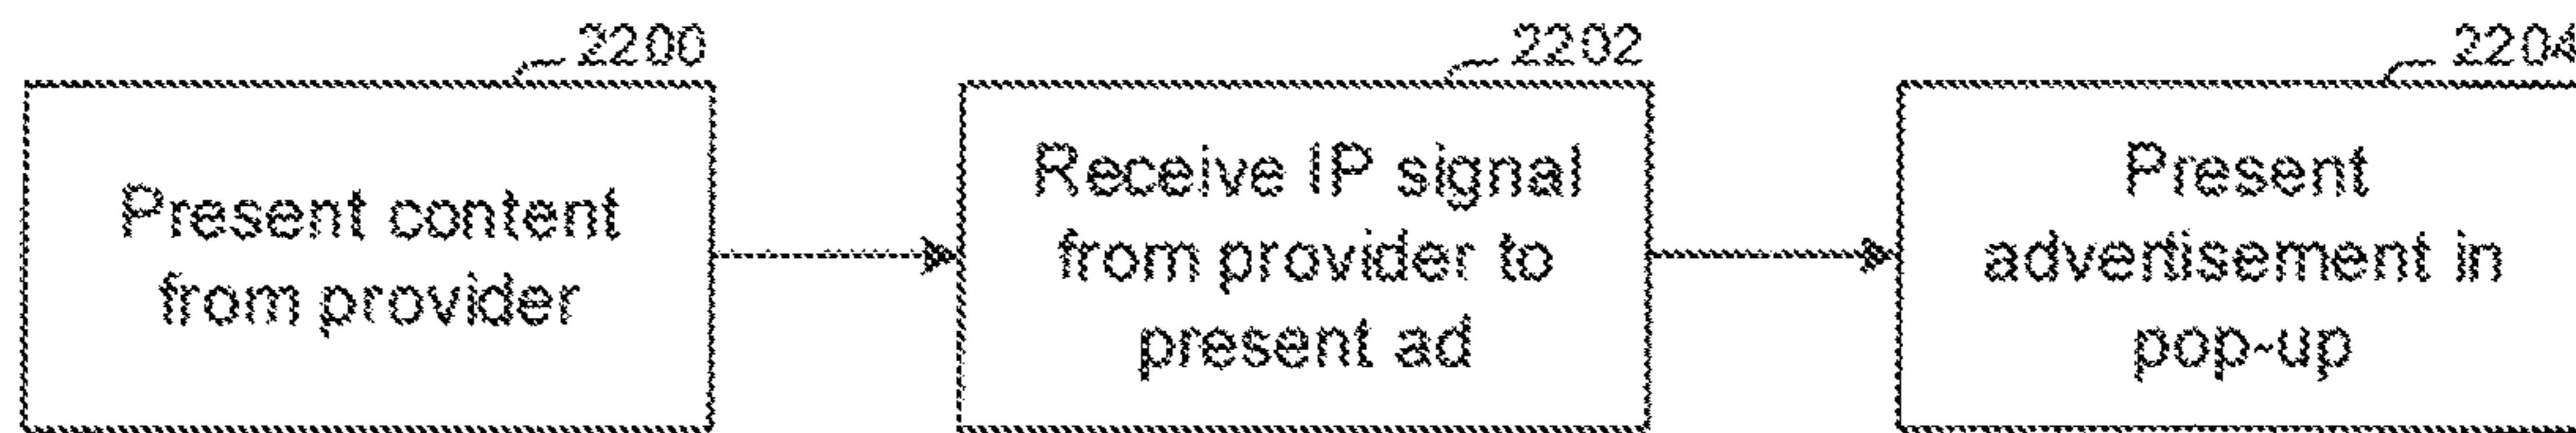 2200
Present content
from provider
2202
Receive IP signal
from provider to
present ad
2204
Present
advertisement in
pop-up